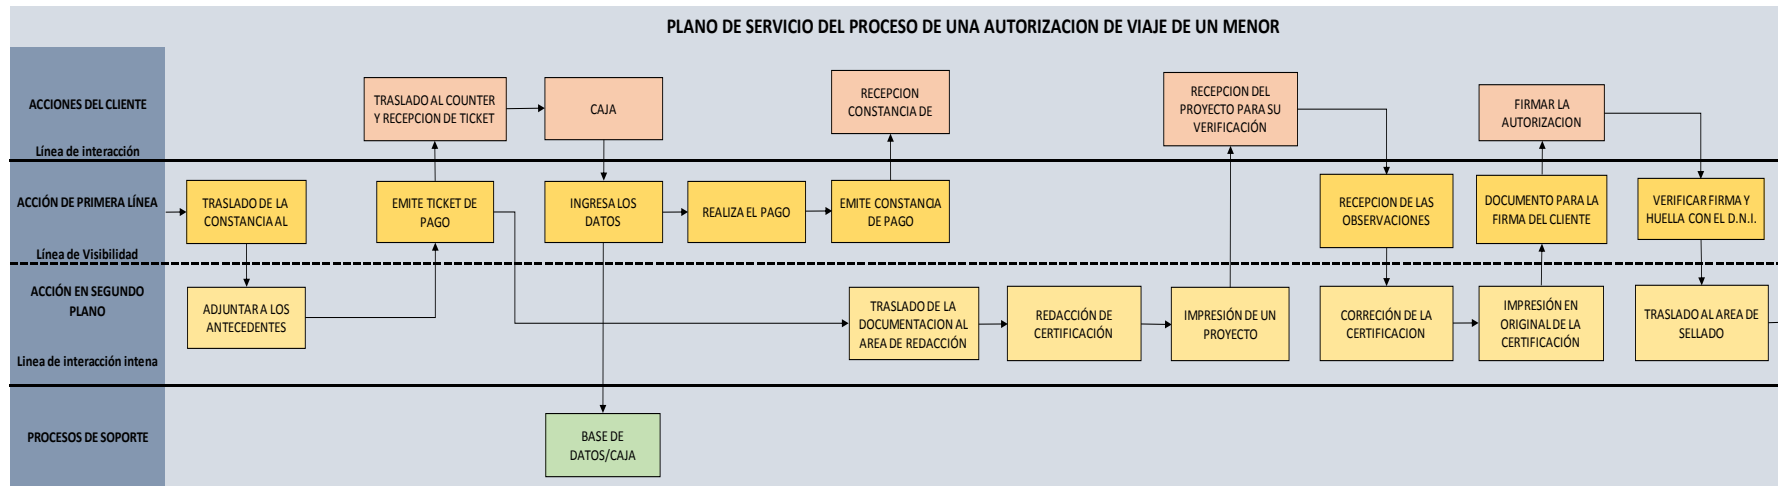 PLANO DE SERVICIO DEL PROCESO DE UNA AUTORIZACION DE VIAJE DE UN MENOR
ACCIONES DEL CLIENTE
TRASLADO AL COUNTER
Y RECEPCION DE TICKET
CAJA
RECEPCION
CONSTANCIA DE
RECEPCION DEL
PROYECTO PARA SU
VERIFICACIÓN
FIRMAR LA
AUTORIZACION
Línea de interacción
ACCIÓN DE PRIMERA LÍNEA
TRASLADO DE LA
CONSTANCIA AL
EMITE TICKET DE
PAGO
INGRESA LOS
DATOS
REALIZA EL PAGO
EMITE CONSTANCIA
DE PAGO
RECEPCION DE LAS
OBSERVACIONES
DOCUMENTO PARA LA
FIRMA DEL CLIENTE
VERIFICAR FIRMA Y
HUELLA CON EL D.N.I.
Línea de Visibilidad
ACCIÓN EN SEGUNDO
PLANO
ADJUNTAR A LOS
ANTECEDENTES
TRASLADO DE LA
DOCUMENTACION AL
AREA DE REDACCIÓN
REDACCIÓN DE
CERTIFICACIÓN
IMPRESIÓN DE UN
PROYECTO
CORRECIÓN DE LA
CERTIFICACION
IMPRESIÓN EN
ORIGINAL DE LA
CERTIFICACIÓN
TRASLADO AL AREA DE
SELLADO
Linea de interacción intena
PROCESOS DE SOPORTE
BASE DE
DATOS/CAJA